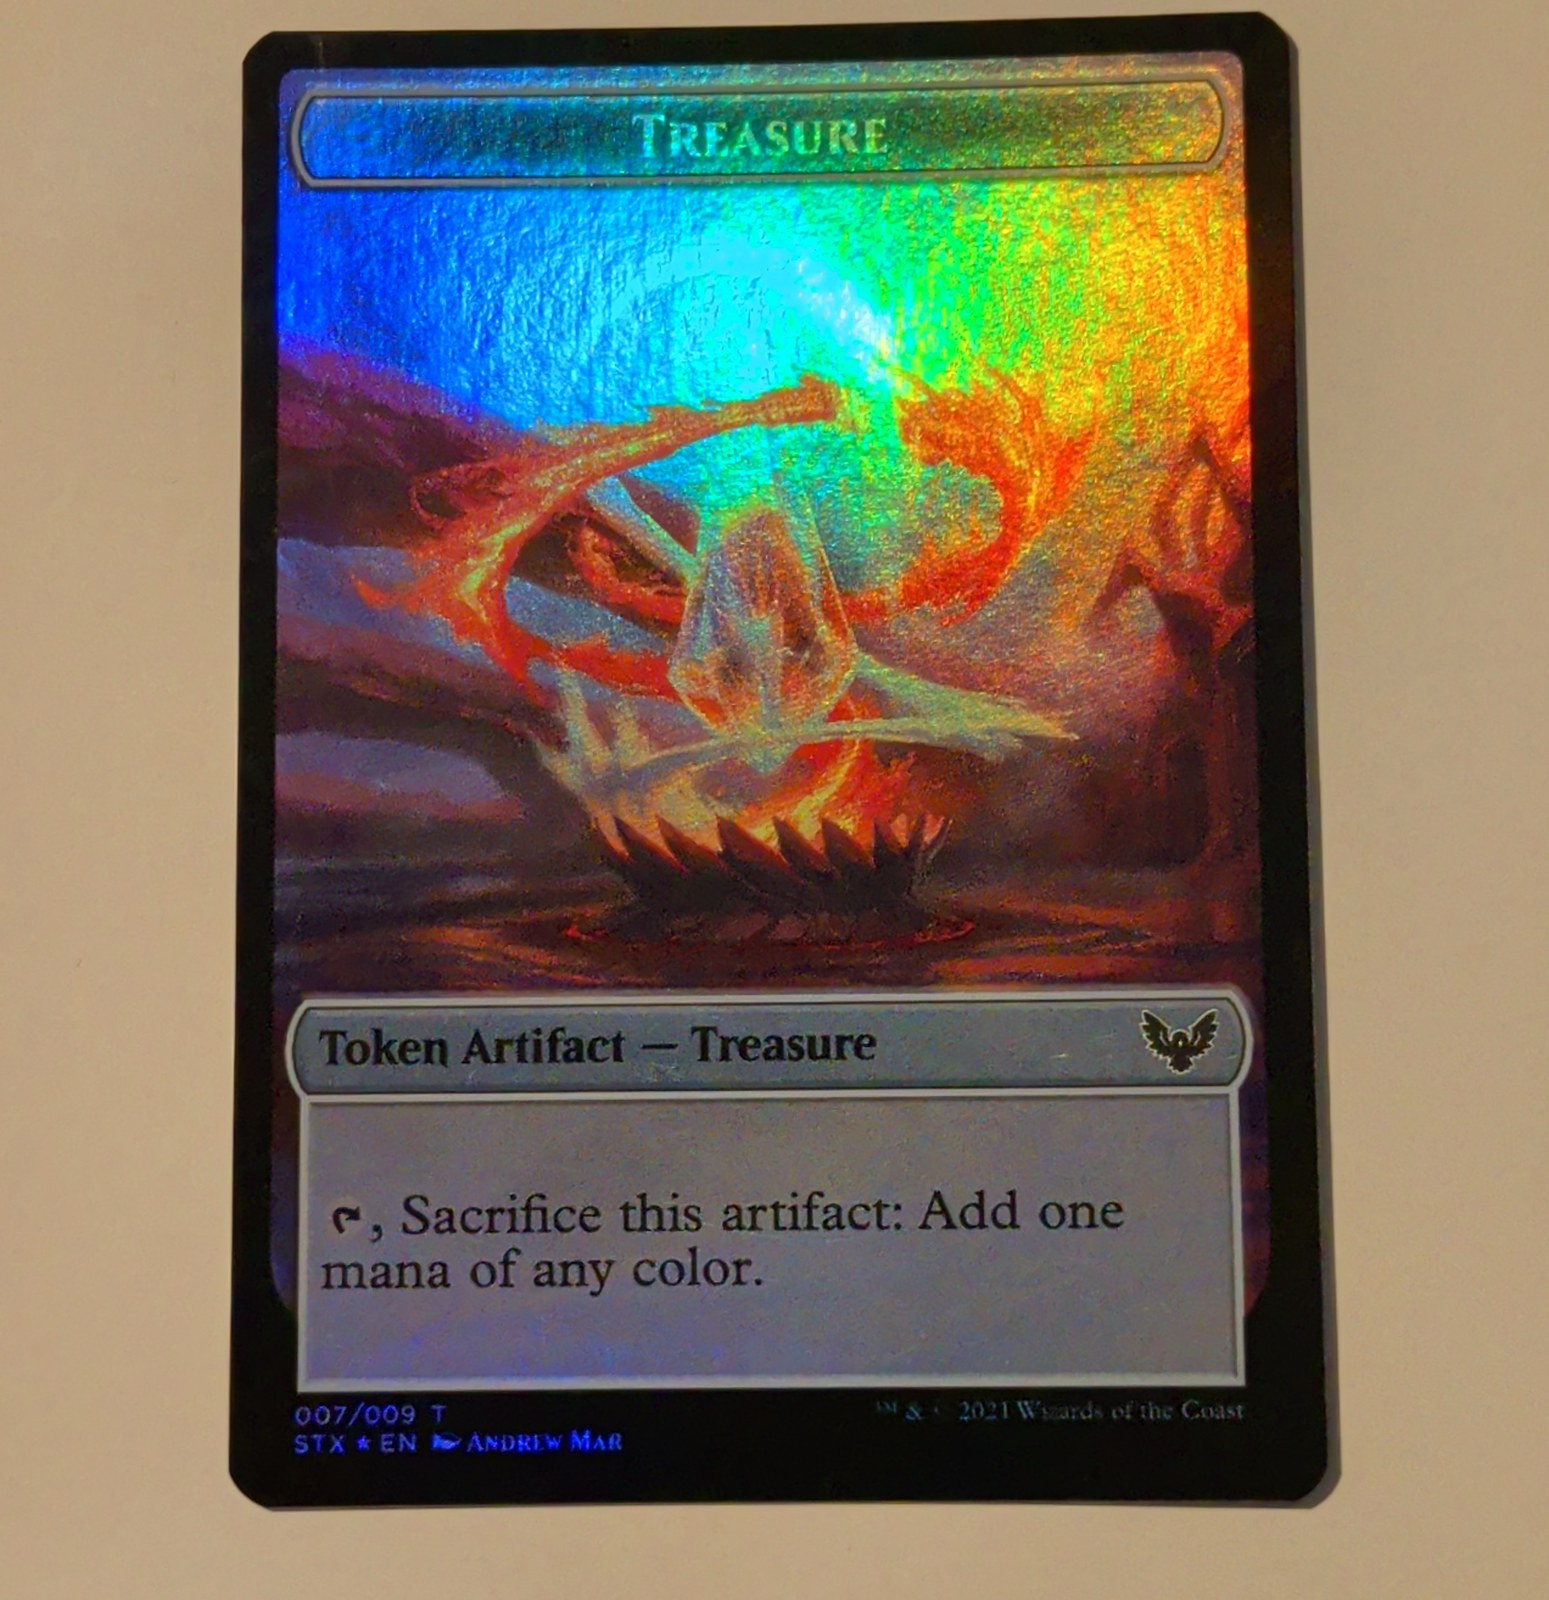 TREASURE
Token Artifact — Treasure
, Sacrifice this artifact: Add one
mana of any color.
007/009 T
STX ★ EN ANDREW MAR
™ & © 2021 Wizards of the Coast